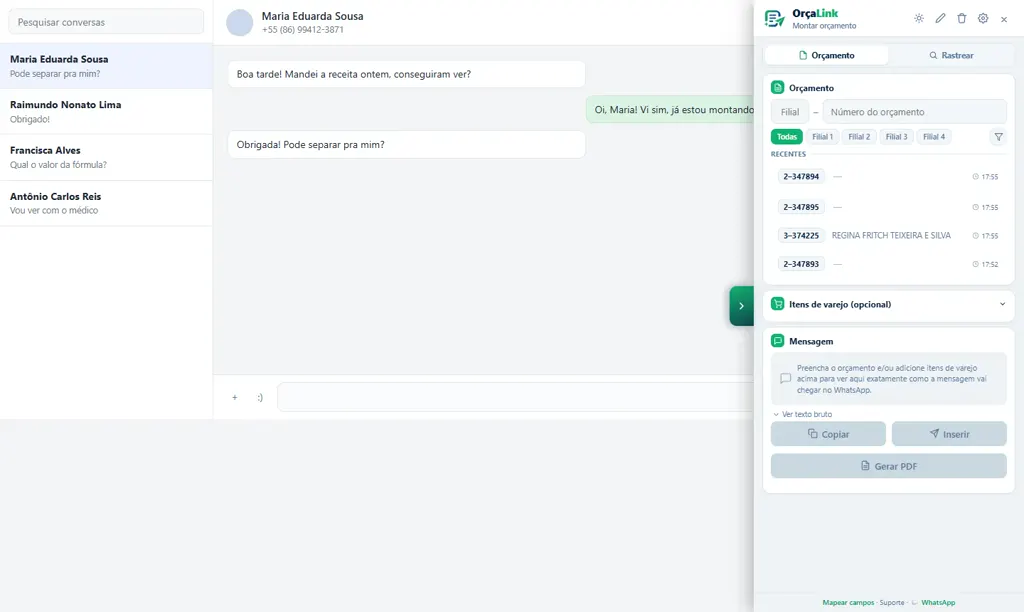 Pesquisar conversas
Maria Eduarda Sousa
Pode separar pra mim?
Raimundo Nonato Lima
Obrigado!
Francisca Alves
Qual o valor da fórmula?
Antônio Carlos Reis
Vou ver com o médico
Maria Eduarda Sousa
+55 (86) 99412-3871
Boa tarde! Mandei a receita ontem, conseguiram ver?
Oi, Maria! Vi sim, já estou montando
Obrigada! Pode separar pra mim?
+ :)
OrçaLink
Montar orçamento
Orçamento Rastrear
Orçamento
Filial – Número do orçamento
Todas Filial 1 Filial 2 Filial 3 Filial 4
RECENTES
2–347894 — 17:55
2–347895 — 17:55
3–374225 REGINA FRITCH TEIXEIRA E SILVA 17:55
2–347893 — 17:52
Itens de varejo (opcional)
Mensagem
Preencha o orçamento e/ou adicione itens de varejo
acima para ver aqui exatamente como a mensagem vai
chegar no WhatsApp.
Ver texto bruto
Copiar Inserir
Gerar PDF
Mapear campos · Suporte · WhatsApp